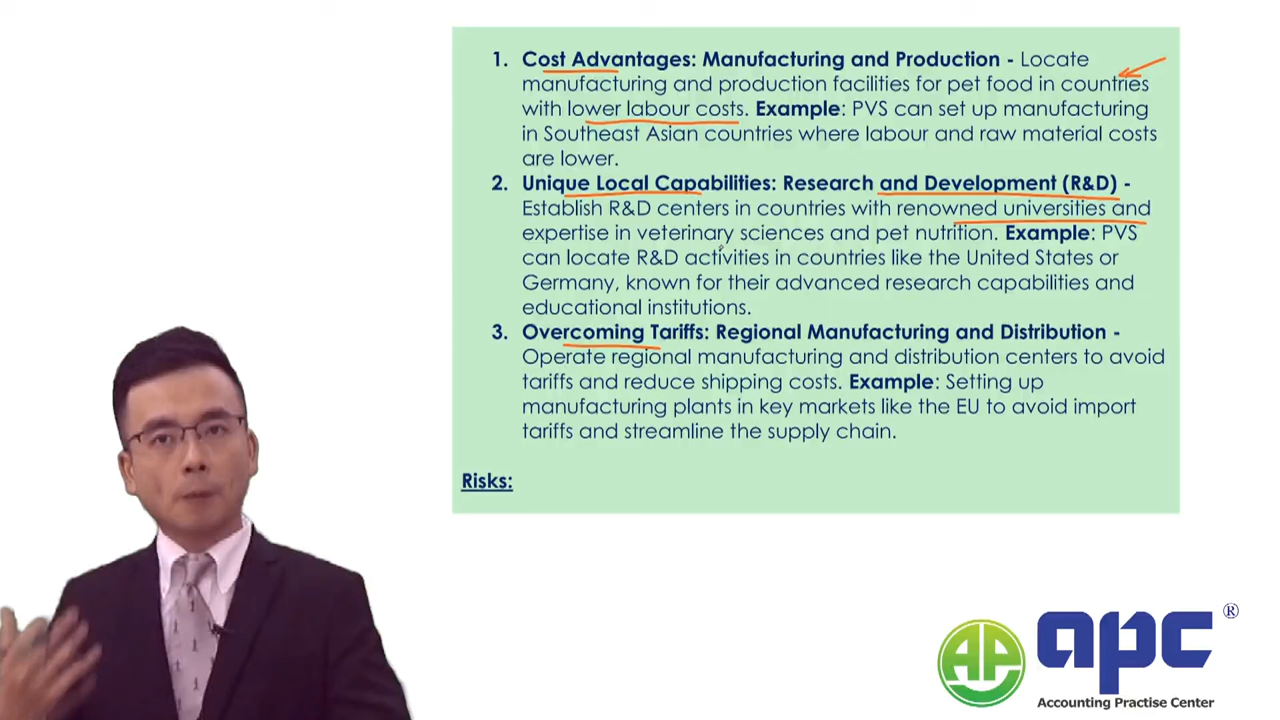 1. Cost Advantages: Manufacturing and Production - Locate
manufacturing and production facilities for pet food in countries
with lower labour costs. Example: PVS can set up manufacturing
in Southeast Asian countries where labour and raw material costs
are lower.
2. Unique Local Capabilities: Research and Development (R&D) -
Establish R&D centers in countries with renowned universities and
expertise in veterinary sciences and pet nutrition. Example: PVS
can locate R&D activities in countries like the United States or
Germany, known for their advanced research capabilities and
educational institutions.
3. Overcoming Tariffs: Regional Manufacturing and Distribution -
Operate regional manufacturing and distribution centers to avoid
tariffs and reduce shipping costs. Example: Setting up
manufacturing plants in key markets like the EU to avoid import
tariffs and streamline the supply chain.
Risks:
AP
apc®
Accounting Practise Center